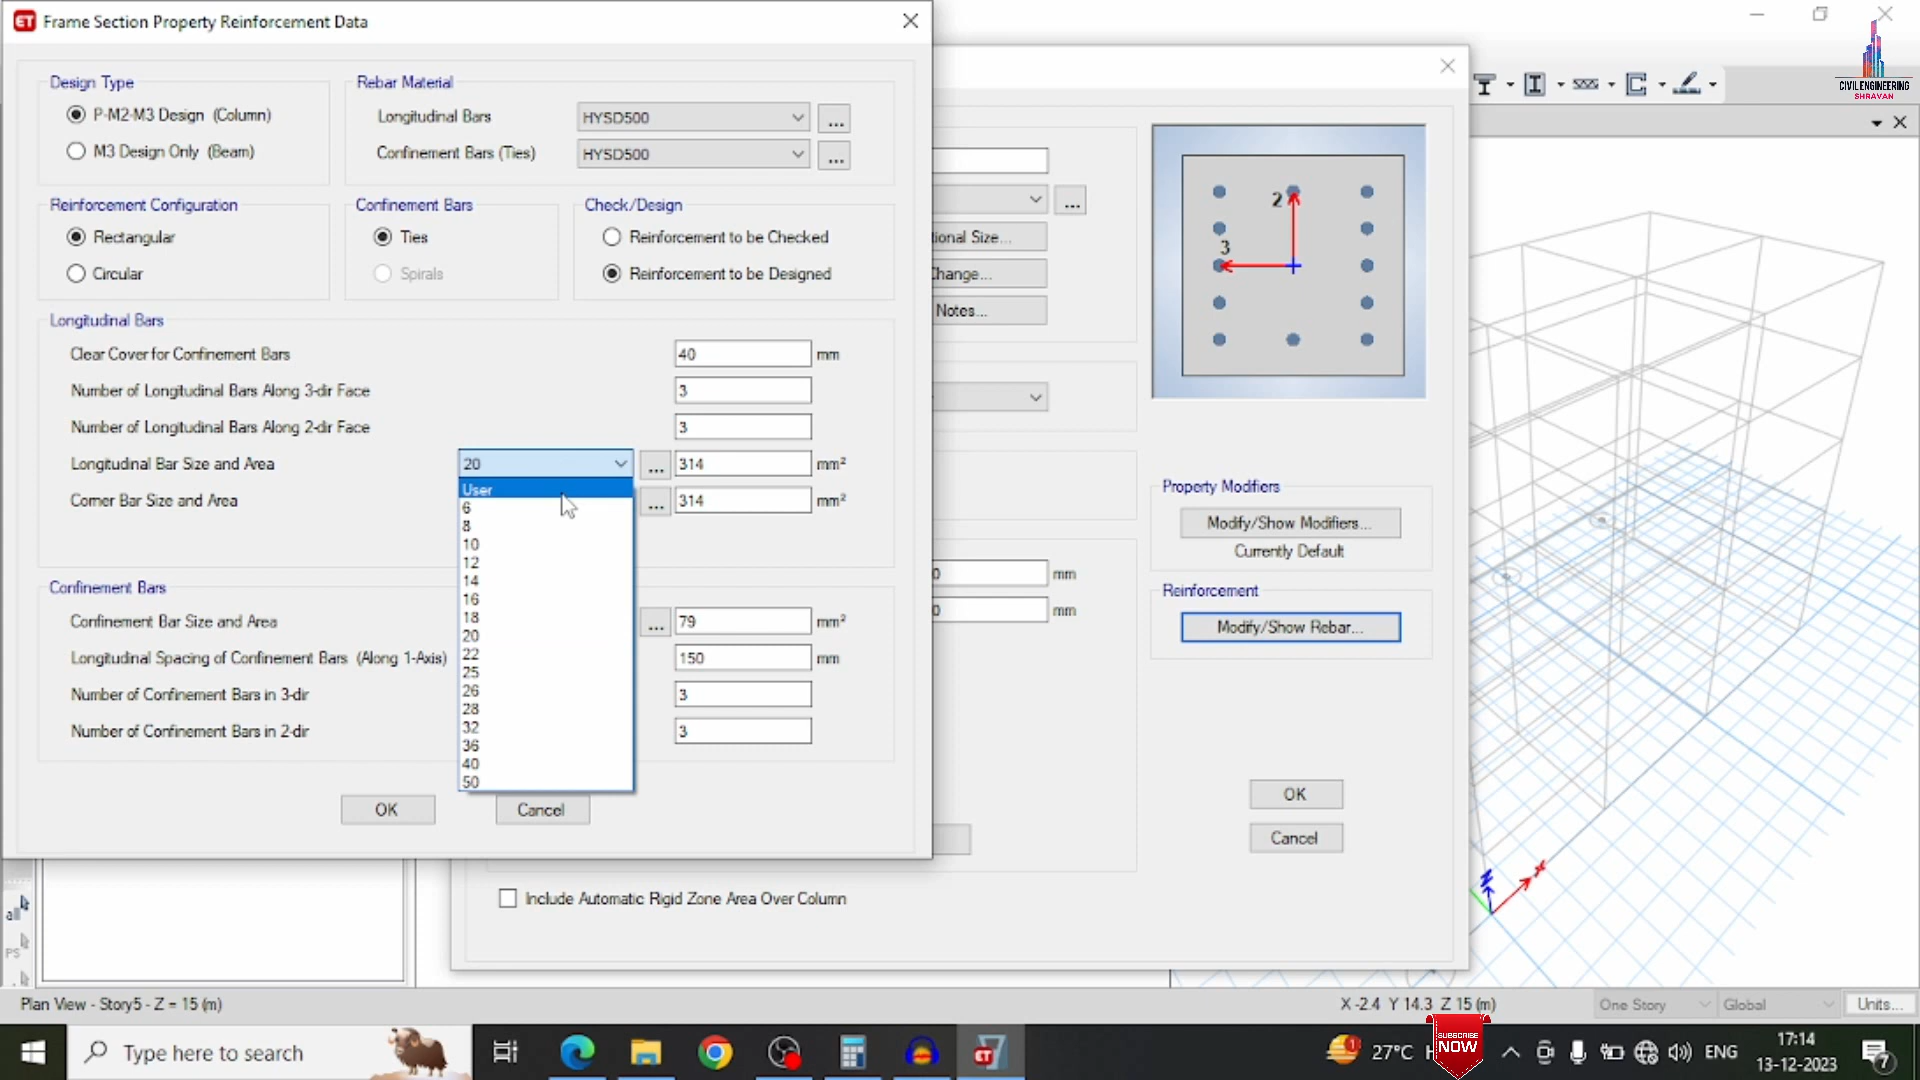 Frame Section Property Reinforcement Data
Design Type
P-M2-M3 Design (Column)
M3 Design Only (Beam)
Rebar Material
Longitudinal Bars
HYSD500
...
Confinement Bars (Ties)
HYSD500
...
Reinforcement Configuration
Rectangular
Circular
Confinement Bars
Ties
Spirals
Check/Design
Reinforcement to be Checked
Reinforcement to be Designed
Longitudinal Bars
Clear Cover for Confinement Bars
40
mm
Number of Longitudinal Bars Along 3-dir Face
3
Number of Longitudinal Bars Along 2-dir Face
3
Longitudinal Bar Size and Area
20
...
314
mm²
Corner Bar Size and Area
...
314
mm²
User
6
8
10
12
14
16
18
20
22
25
26
28
32
36
40
50
Confinement Bars
Confinement Bar Size and Area
...
79
mm²
Longitudinal Spacing of Confinement Bars (Along 1-Axis)
150
mm
Number of Confinement Bars in 3-dir
3
Number of Confinement Bars in 2-dir
3
OK
Cancel
...
ional Size...
Change...
Notes...
0
mm
0
mm
2
3
Property Modifiers
Modify/Show Modifiers...
Currently Default
Reinforcement
Modify/Show Rebar...
OK
Cancel
Include Automatic Rigid Zone Area Over Column
CIVIL ENGINEERING
SHRAVAN
Plan View - Story5 - Z = 15 (m)
X -2.4 Y 14.3 Z 15 (m)
One Story
Global
Units...
Type here to search
27°C
SUBSCRIBE
NOW
ENG
17:14
13-12-2023
7